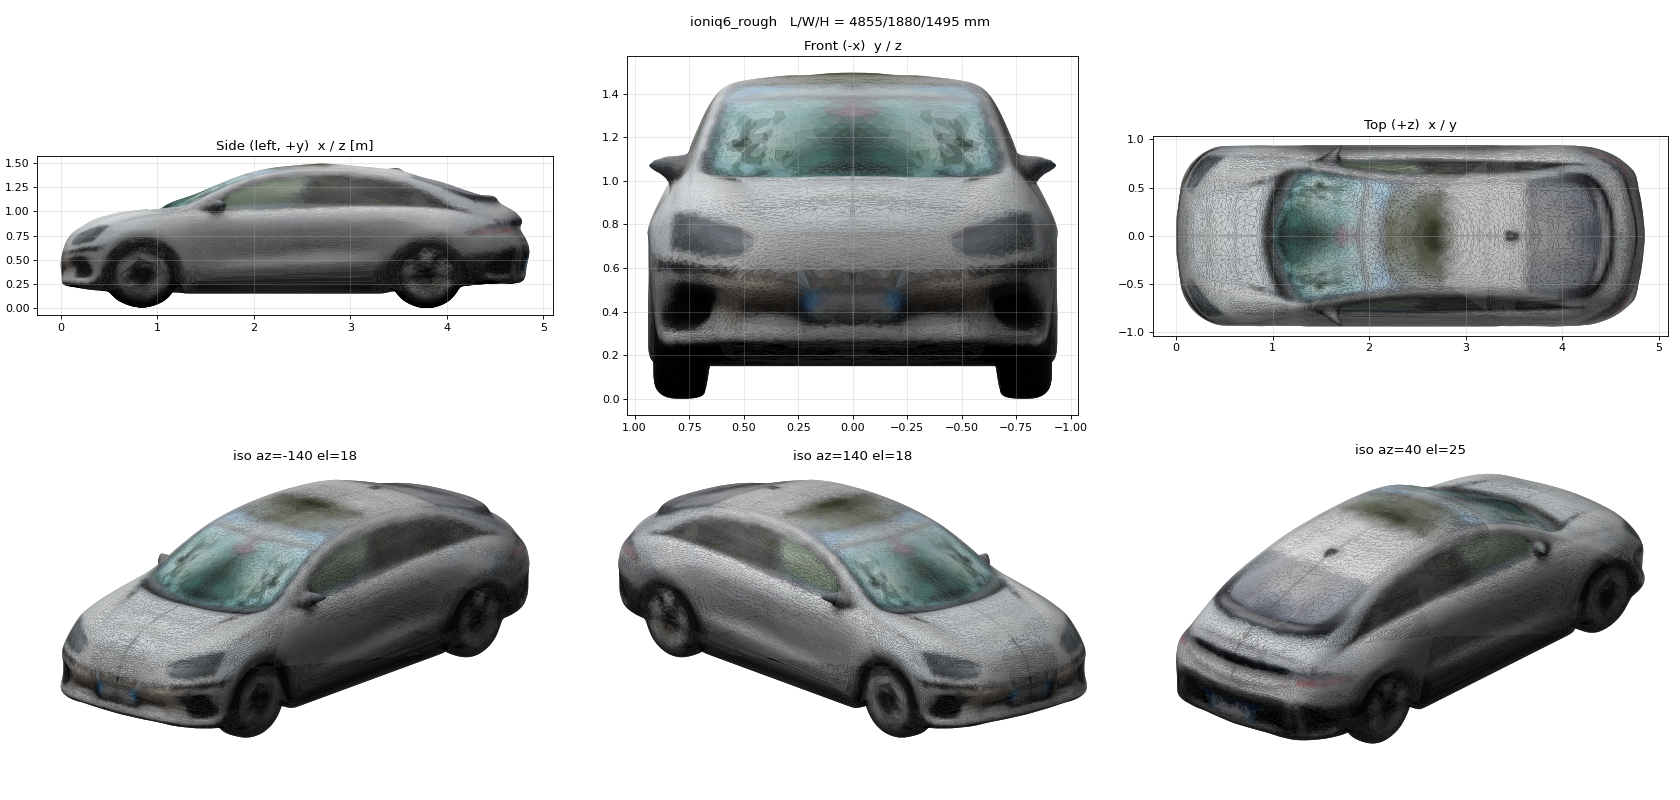 ioniq6_rough   L/W/H = 4855/1880/1495 mm
Side (left, +y)  x / z [m]
1.50
1.25
1.00
0.75
0.50
0.25
0.00
0 1 2 3 4 5
Front (-x)  y / z
1.4
1.2
1.0
0.8
0.6
0.4
0.2
0.0
1.00 0.75 0.50 0.25 0.00 −0.25 −0.50 −0.75 −1.00
Top (+z)  x / y
1.0
0.5
0.0
−0.5
−1.0
0 1 2 3 4 5
iso az=-140 el=18
iso az=140 el=18
iso az=40 el=25